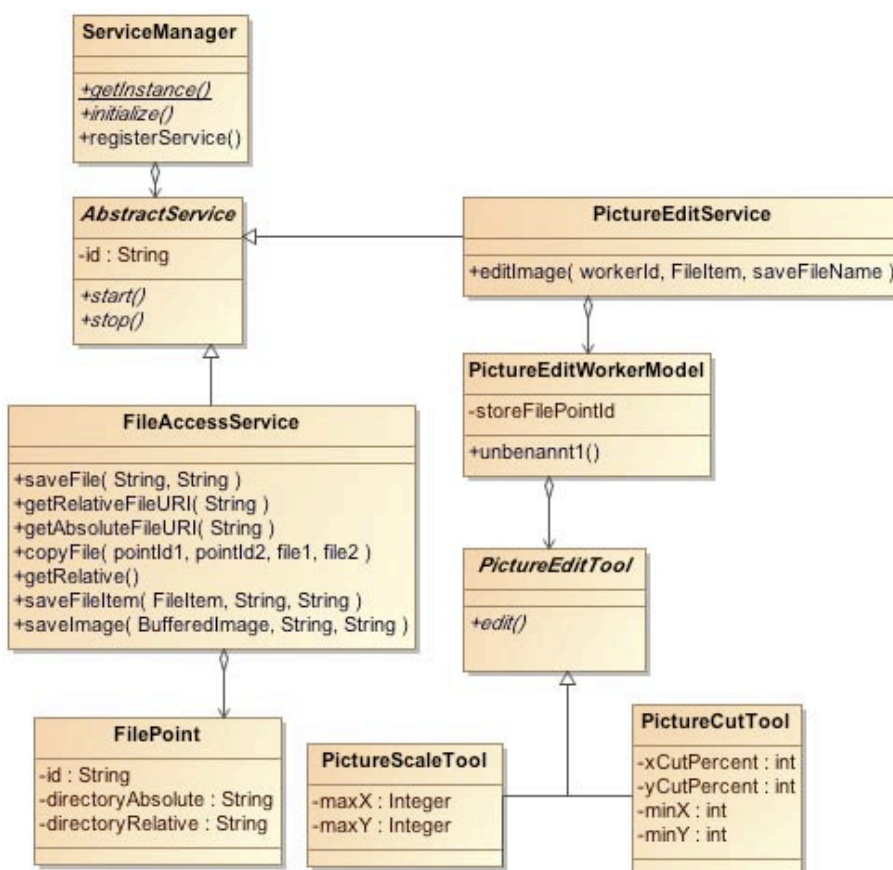 ServiceManager
+getInstance()
+initialize()
+registerService()
AbstractService
-id : String
+start()
+stop()
PictureEditService
+editImage( workerId, FileItem, saveFileName )
PictureEditWorkerModel
-storeFilePointId
+unbenannt1()
FileAccessService
+saveFile( String, String )
+getRelativeFileURI( String )
+getAbsoluteFileURI( String )
+copyFile( pointId1, pointId2, file1, file2 )
+getRelative()
+saveFileItem( FileItem, String, String )
+saveImage( BufferedImage, String, String )
PictureEditTool
+edit()
FilePoint
-id : String
-directoryAbsolute : String
-directoryRelative : String
PictureScaleTool
-maxX : Integer
-maxY : Integer
PictureCutTool
-xCutPercent : int
-yCutPercent : int
-minX : int
-minY : int